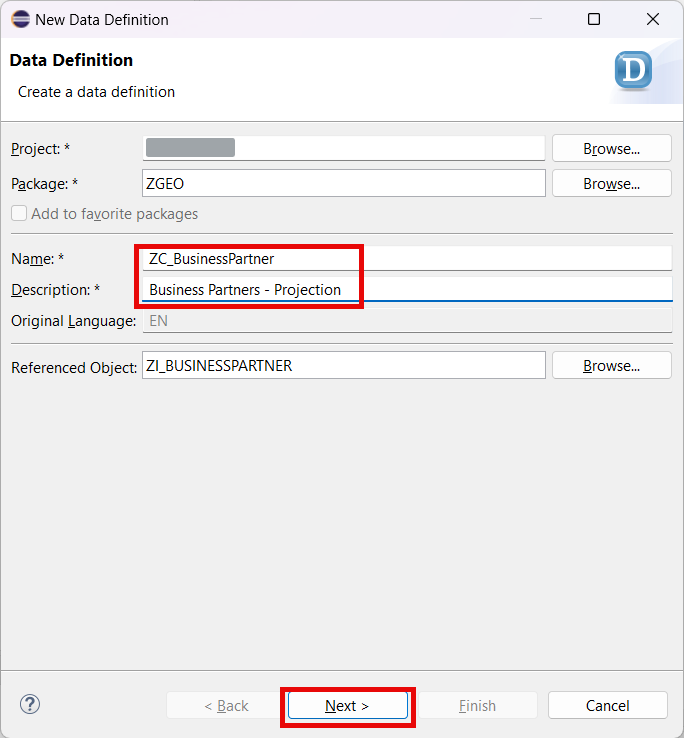 New Data Definition
Data Definition
D
Create a data definition
Project: * Browse...
Package: * ZGEO Browse...
Add to favorite packages
Name: * ZC_BusinessPartner
Description: * Business Partners - Projection
Original Language: EN
Referenced Object: ZI_BUSINESSPARTNER Browse...
? < Back Next > Finish Cancel